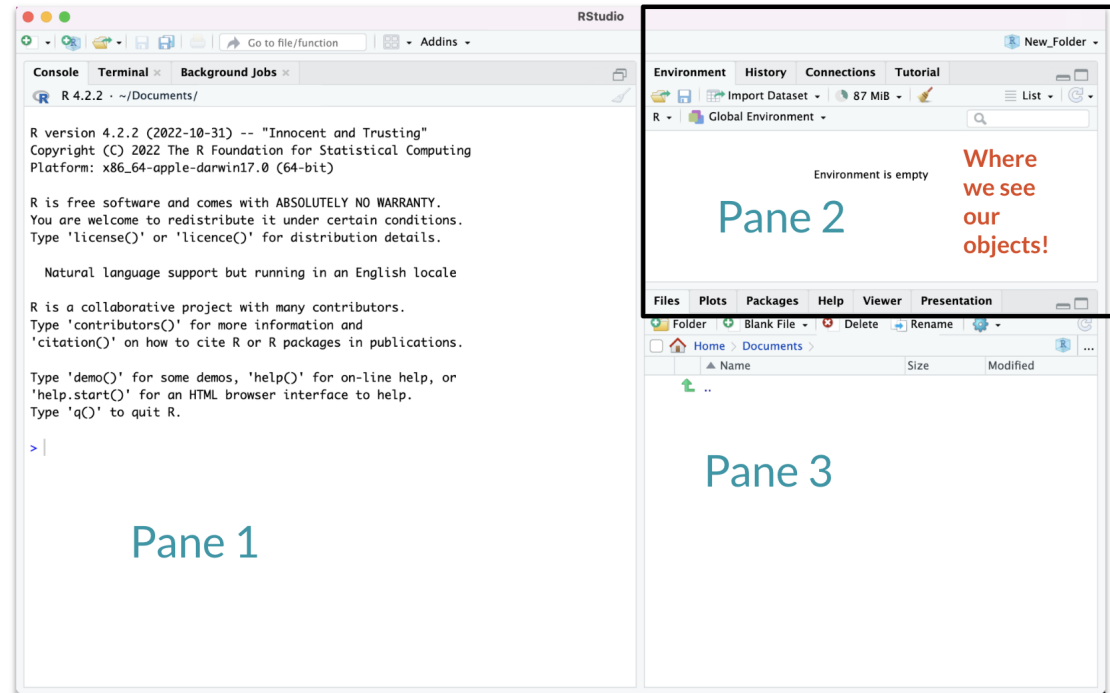 RStudio
Go to file/function
Addins
New_Folder
Console Terminal Background Jobs
R 4.2.2 · ~/Documents/
R version 4.2.2 (2022-10-31) -- "Innocent and Trusting"
Copyright (C) 2022 The R Foundation for Statistical Computing
Platform: x86_64-apple-darwin17.0 (64-bit)
R is free software and comes with ABSOLUTELY NO WARRANTY.
You are welcome to redistribute it under certain conditions.
Type 'license()' or 'licence()' for distribution details.
Natural language support but running in an English locale
R is a collaborative project with many contributors.
Type 'contributors()' for more information and
'citation()' on how to cite R or R packages in publications.
Type 'demo()' for some demos, 'help()' for on-line help, or
'help.start()' for an HTML browser interface to help.
Type 'q()' to quit R.
>
Pane 1
Environment History Connections Tutorial
Import Dataset 87 MiB List
R Global Environment
Environment is empty
Pane 2
Where
we see
our
objects!
Files Plots Packages Help Viewer Presentation
Folder Blank File Delete Rename
Home > Documents >
R ...
Name Size Modified
..
Pane 3